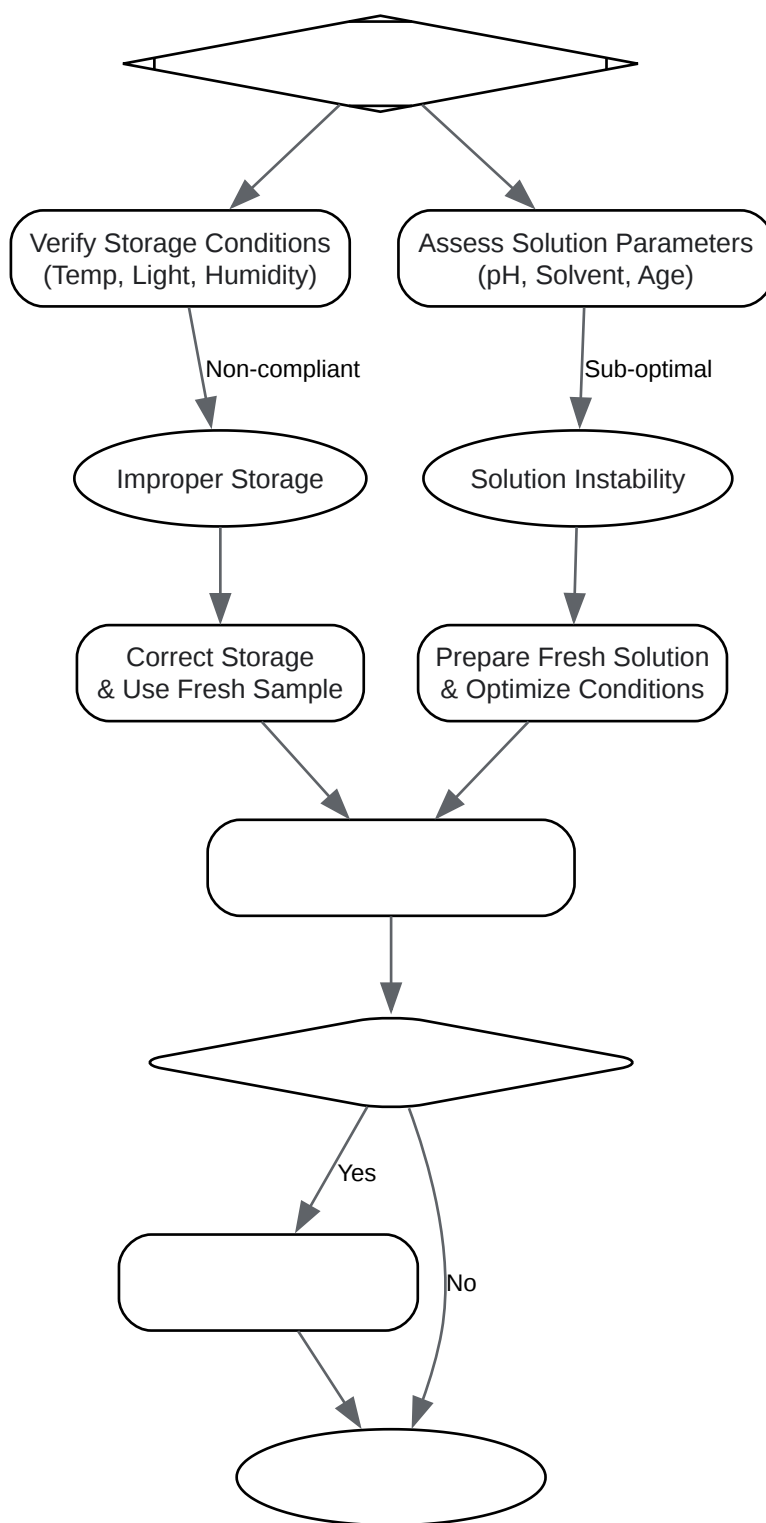 Verify Storage Conditions
(Temp, Light, Humidity)
Assess Solution Parameters
(pH, Solvent, Age)
Non-compliant
Sub-optimal
Improper Storage
Solution Instability
Correct Storage
& Use Fresh Sample
Prepare Fresh Solution
& Optimize Conditions
Yes
No